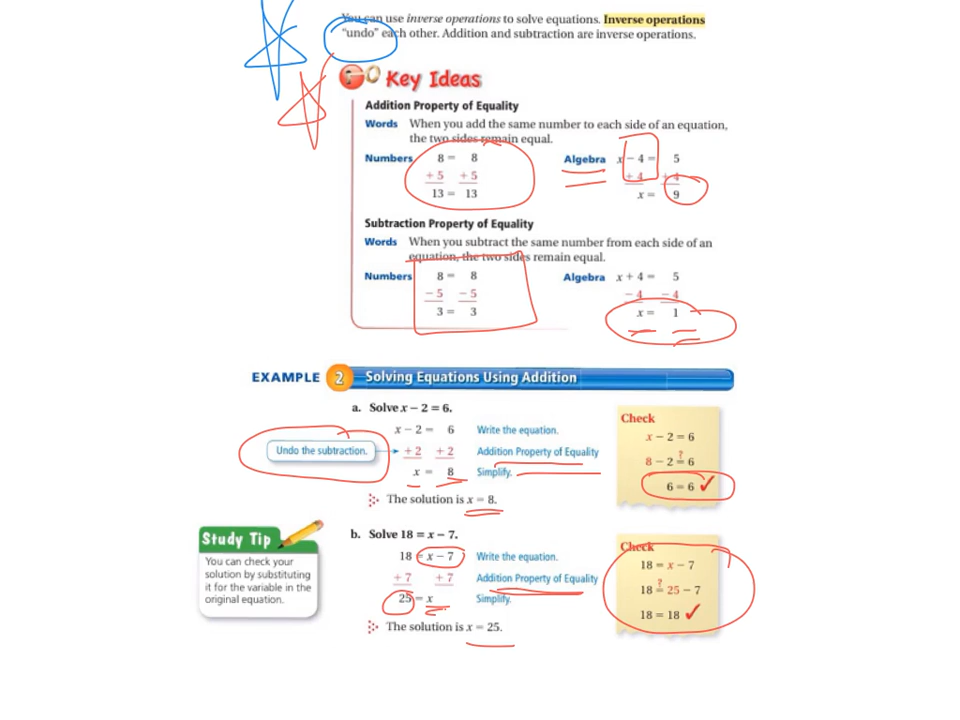 You can use inverse operations to solve equations. Inverse operations
"undo" each other. Addition and subtraction are inverse operations.
Key Ideas
Addition Property of Equality
Words When you add the same number to each side of an equation,
the two sides remain equal.
Numbers 8 = 8 Algebra x - 4 = 5
+ 5 + 5 + 4 + 4
13 = 13 x = 9
Subtraction Property of Equality
Words When you subtract the same number from each side of an
equation, the two sides remain equal.
Numbers 8 = 8 Algebra x + 4 = 5
- 5 - 5 - 4 - 4
3 = 3 x = 1
EXAMPLE 2 Solving Equations Using Addition
a. Solve x - 2 = 6.
x - 2 = 6 Write the equation.
Undo the subtraction. + 2 + 2 Addition Property of Equality
x = 8 Simplify.
The solution is x = 8.
Check
x - 2 = 6
8 - 2 ?= 6
6 = 6 ✓
b. Solve 18 = x - 7.
18 = x - 7 Write the equation.
+ 7 + 7 Addition Property of Equality
25 = x Simplify.
The solution is x = 25.
Check
18 = x - 7
18 ?= 25 - 7
18 = 18 ✓
Study Tip
You can check your
solution by substituting
it for the variable in the
original equation.